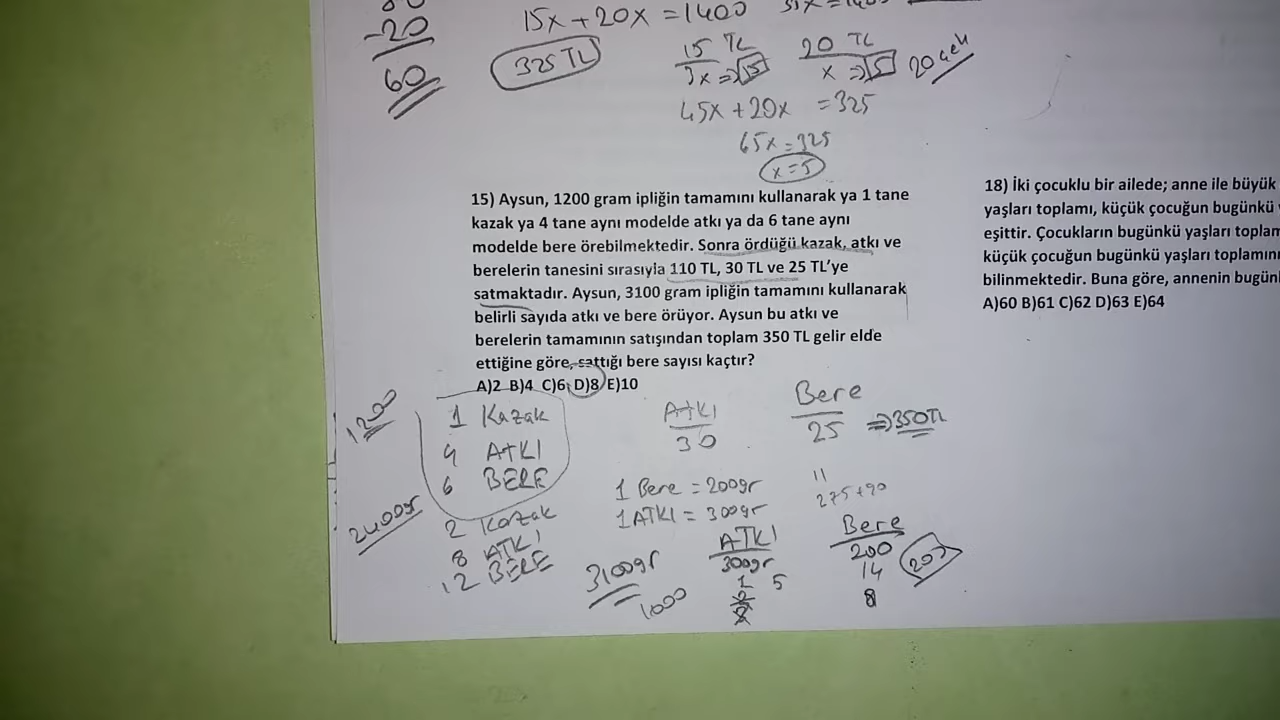 -20
60
15x+20x=1400
325 TL
15 TL
3x ⇒ 15
20 TL
x ⇒ 5
45x+20x = 325
65x=325
x=5
15) Aysun, 1200 gram ipliğin tamamını kullanarak ya 1 tane
kazak ya 4 tane aynı modelde atkı ya da 6 tane aynı
modelde bere örebilmektedir. Sonra ördüğü kazak, atkı ve
berelerin tanesini sırasıyla 110 TL, 30 TL ve 25 TL'ye
satmaktadır. Aysun, 3100 gram ipliğin tamamını kullanarak
belirli sayıda atkı ve bere örüyor. Aysun bu atkı ve
berelerin tamamının satışından toplam 350 TL gelir elde
ettiğine göre, sattığı bere sayısı kaçtır?
A)2 B)4 C)6 D)8 E)10
1200
1 Kazak
4 ATKI
6 BERE
2400gr
2 Kazak
8 ATKI
12 BERE
ATKI
30
Bere
25 ⇒350TL
275+90
1 Bere = 200gr
1 ATKI = 300gr
3100gr
1000
ATKI
300gr
1 5
Bere
200
14
8
18) İki çocuklu bir ailede; anne ile büyük
yaşları toplamı, küçük çocuğun bugünkü
eşittir. Çocukların bugünkü yaşları toplam
küçük çocuğun bugünkü yaşları toplamın
bilinmektedir. Buna göre, annenin bugün
A)60 B)61 C)62 D)63 E)64